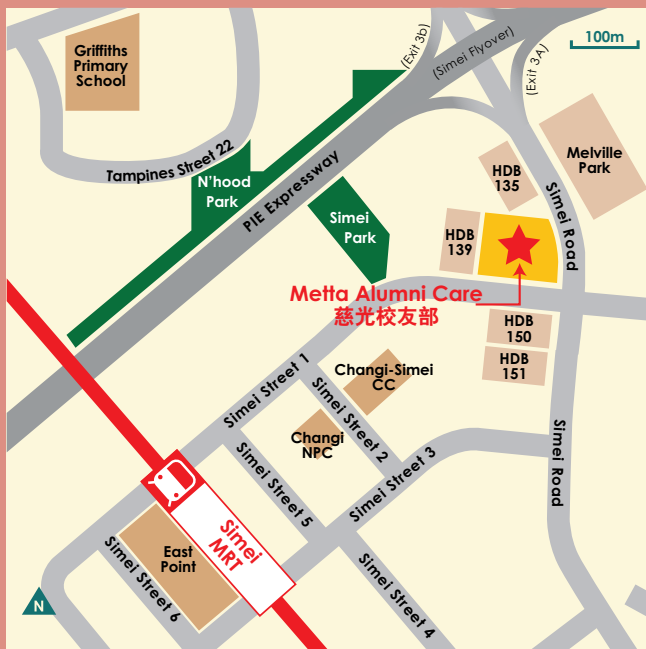 Griffiths
Primary
School
(Exit 3b)
(Simei Flyover)
(Exit 3A)
100m
Tampines Street 22
N'hood
Park
PIE Expressway
Simei
Park
HDB
135
Melville
Park
HDB
139
Simei Road
Metta Alumni Care
慈光校友部
HDB
150
HDB
151
Simei Street 1
Changi-Simei
CC
Simei Street 2
Changi
NPC
Simei Street 5
Simei Street 3
Simei Road
Simei
MRT
East
Point
Simei Street 6
Simei Street 4
N